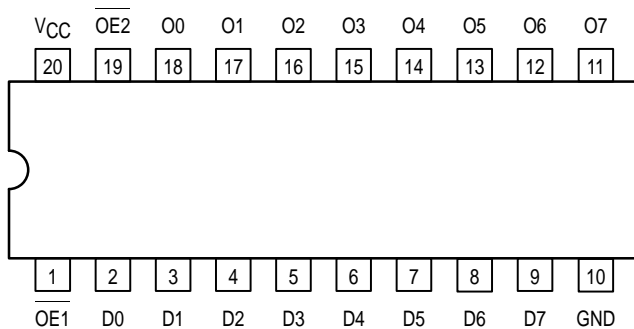 VCC OE2 O0 O1 O2 O3 O4 O5 O6 O7
20 19 18 17 16 15 14 13 12 11
1 2 3 4 5 6 7 8 9 10
OE1 D0 D1 D2 D3 D4 D5 D6 D7 GND